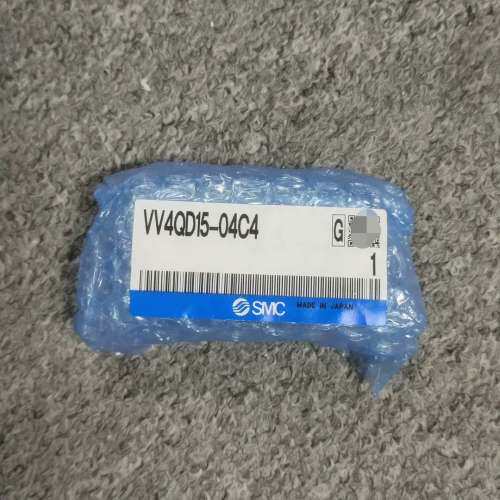 VV4QD15-04C4
G
1
SMC MADE IN JAPAN